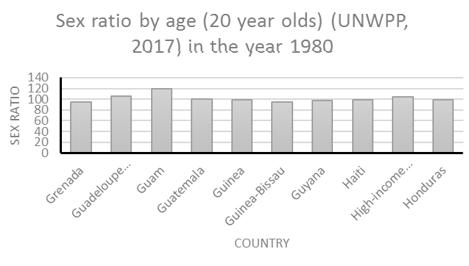 Sex ratio by age (20 year olds) (UNWPP,
2017) in the year 1980
SEX RATIO
140
120
100
80
60
40
20
0
Grenada
Guadeloupe...
Guam
Guatemala
Guinea
Guinea-Bissau
Guyana
Haiti
High-income...
Honduras
COUNTRY